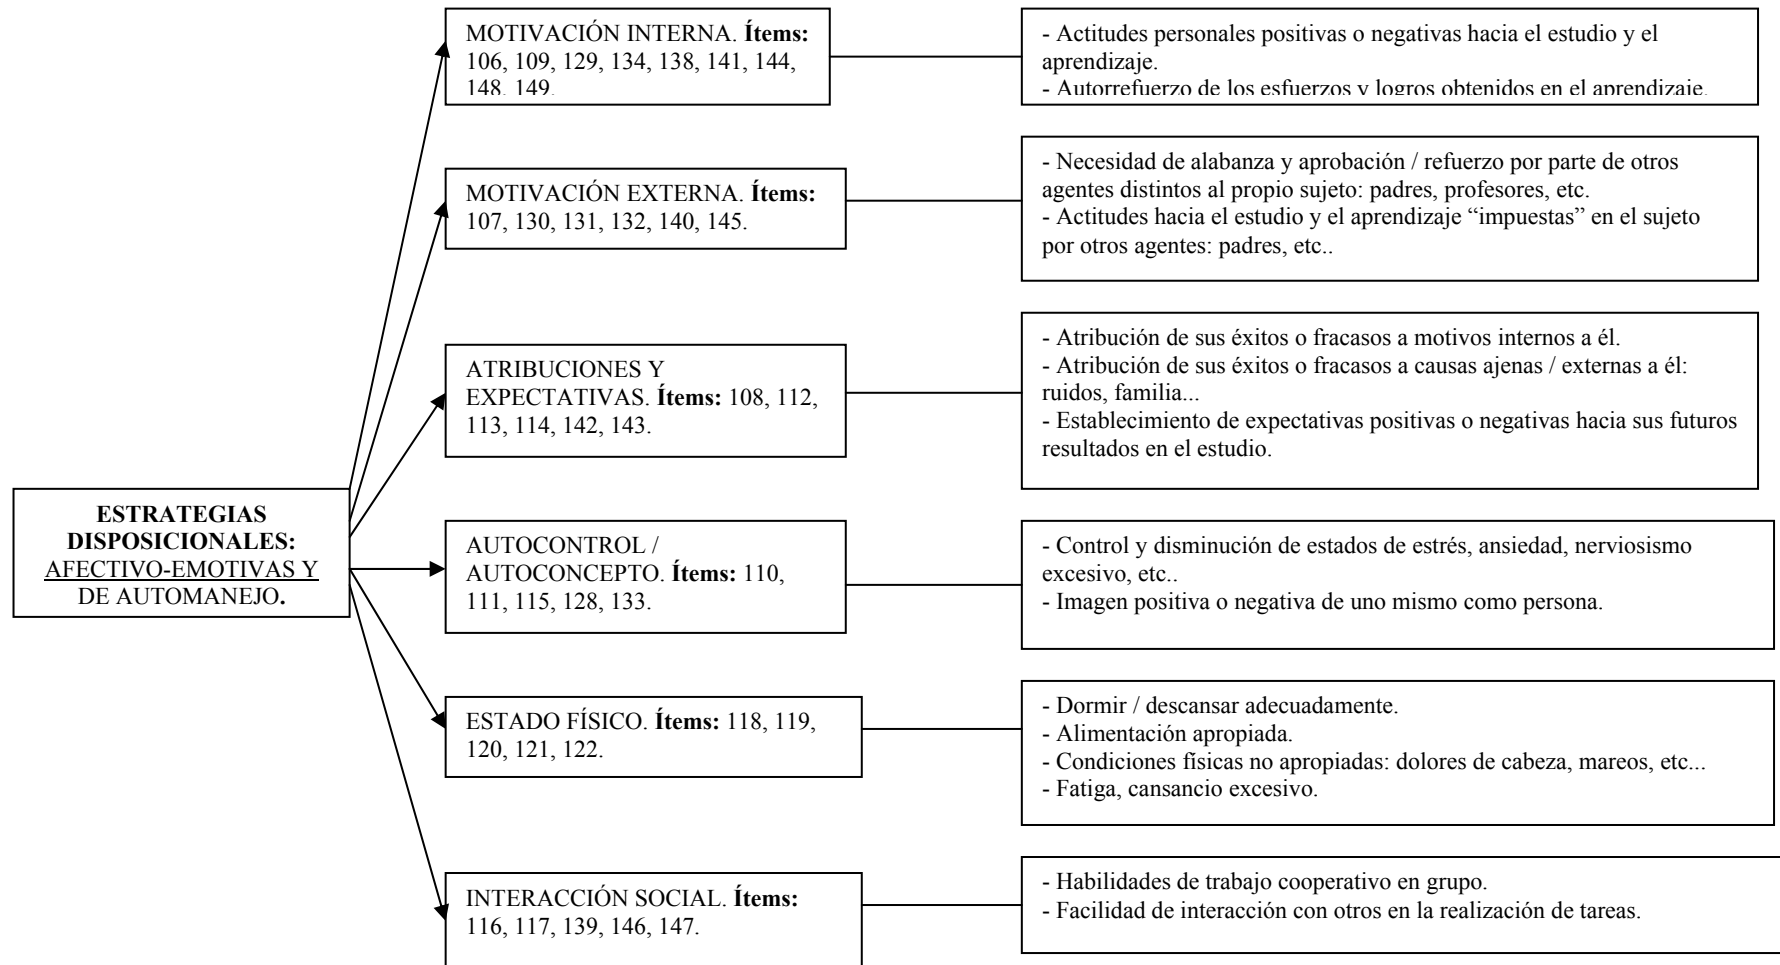 MOTIVACIÓN INTERNA. Ítems:
106, 109, 129, 134, 138, 141, 144,
148, 149.
- Actitudes personales positivas o negativas hacia el estudio y el
aprendizaje.
- Autorrefuerzo de los esfuerzos y logros obtenidos en el aprendizaje.
MOTIVACIÓN EXTERNA. Ítems:
107, 130, 131, 132, 140, 145.
- Necesidad de alabanza y aprobación / refuerzo por parte de otros
agentes distintos al propio sujeto: padres, profesores, etc.
- Actitudes hacia el estudio y el aprendizaje “impuestas” en el sujeto
por otros agentes: padres, etc..
ATRIBUCIONES Y
EXPECTATIVAS. Ítems: 108, 112,
113, 114, 142, 143.
- Atribución de sus éxitos o fracasos a motivos internos a él.
- Atribución de sus éxitos o fracasos a causas ajenas / externas a él:
ruidos, familia...
- Establecimiento de expectativas positivas o negativas hacia sus futuros
resultados en el estudio.
ESTRATEGIAS
DISPOSICIONALES:
AFECTIVO-EMOTIVAS Y
DE AUTOMANEJO.
AUTOCONTROL /
AUTOCONCEPTO. Ítems: 110,
111, 115, 128, 133.
- Control y disminución de estados de estrés, ansiedad, nerviosismo
excesivo, etc..
- Imagen positiva o negativa de uno mismo como persona.
ESTADO FÍSICO. Ítems: 118, 119,
120, 121, 122.
- Dormir / descansar adecuadamente.
- Alimentación apropiada.
- Condiciones físicas no apropiadas: dolores de cabeza, mareos, etc...
- Fatiga, cansancio excesivo.
INTERACCIÓN SOCIAL. Ítems:
116, 117, 139, 146, 147.
- Habilidades de trabajo cooperativo en grupo.
- Facilidad de interacción con otros en la realización de tareas.